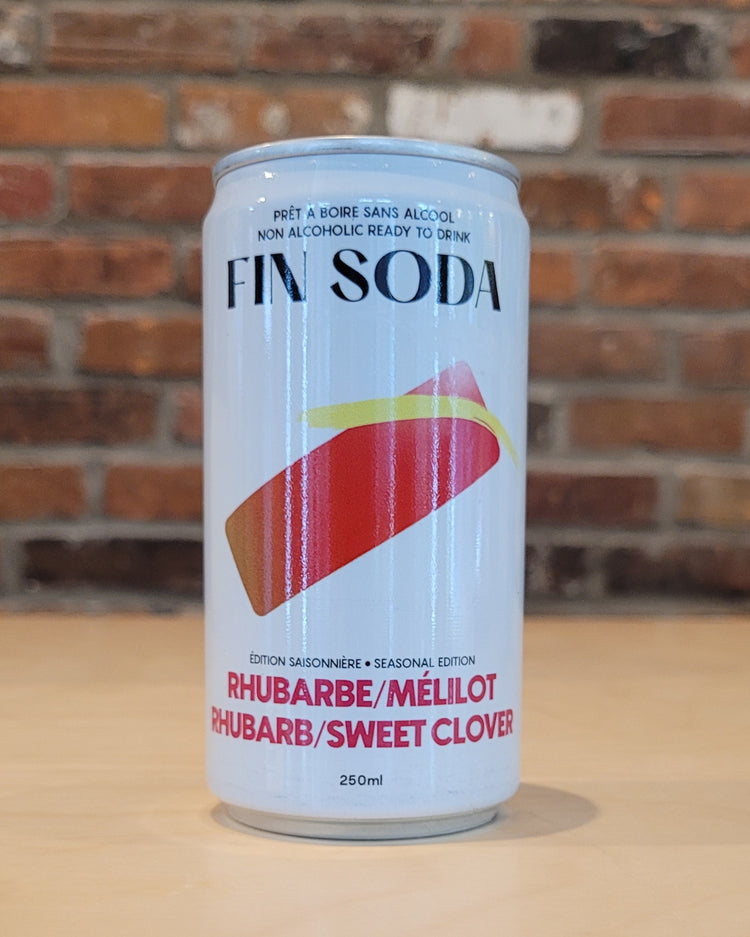 PRÊT À BOIRE SANS ALCOOL
NON ALCOHOLIC READY TO DRINK
FIN SODA
ÉDITION SAISONNIÈRE • SEASONAL EDITION
RHUBARBE/MÉLILOT
RHUBARB/SWEET CLOVER
250ml